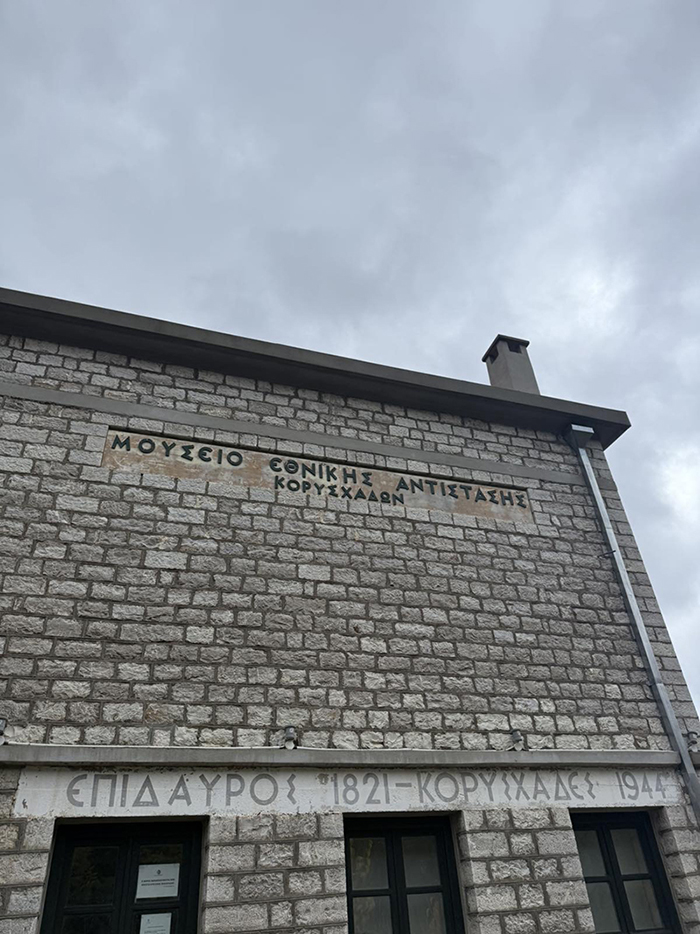 ΜΟΥΣΕΙΟ ΕΘΝΙΚΗΣ ΑΝΤΙΣΤΑΣΗΣ
ΚΟΡΥΣΧΑΔΩΝ
ΕΠΙΔΑΥΡΟΣ 1821-ΚΟΡΥΣΧΑΔΕΣ 1944